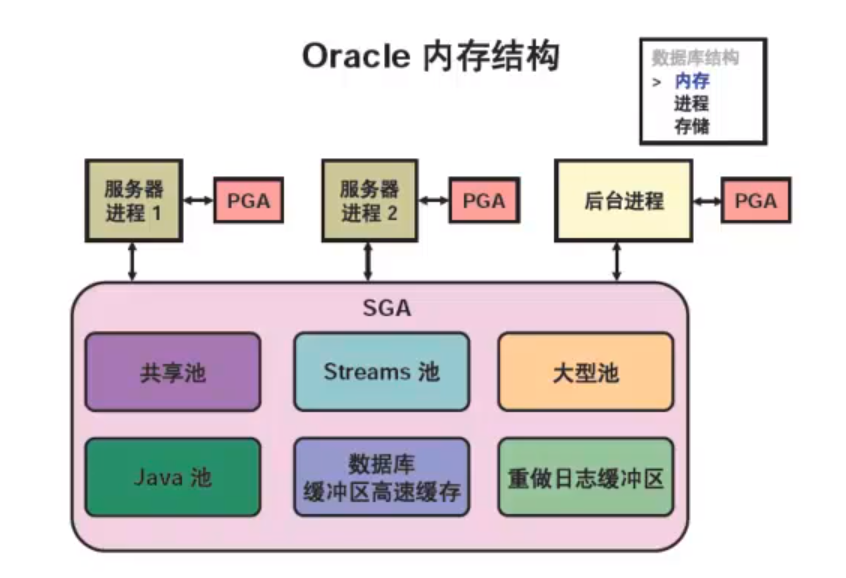 Oracle 内存结构
数据库结构
> 内存
进程
存储
服务器
进程 1
PGA
服务器
进程 2
PGA
后台进程
PGA
SGA
共享池
Streams 池
大型池
Java 池
数据库
缓冲区高速缓存
重做日志缓冲区